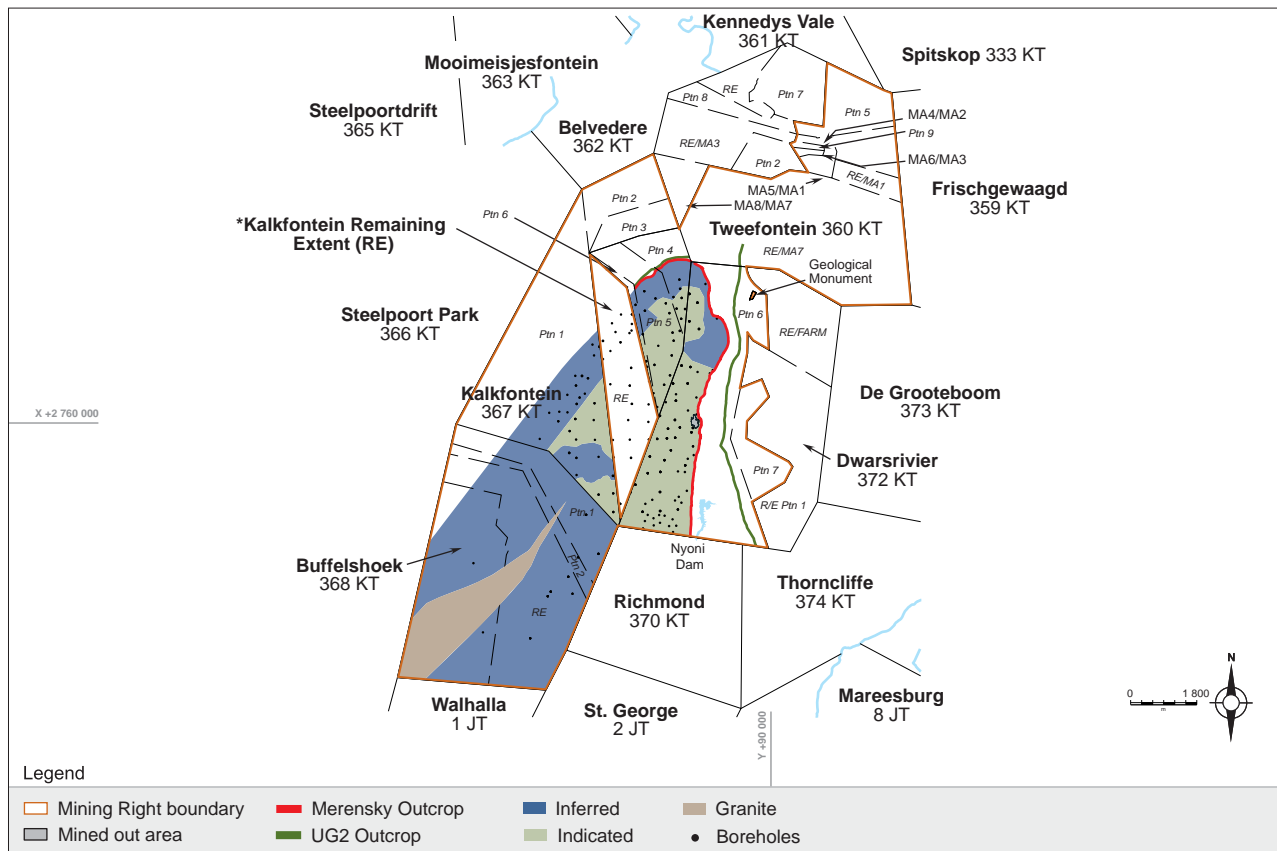 Kennedys Vale
361 KT
Spitskop 333 KT
Mooimeisjesfontein
363 KT
Steelpoortdrift
365 KT
Belvedere
362 KT
Ptn 8
RE
Ptn 7
Ptn 5
MA4/MA2
Ptn 9
MA6/MA3
RE/MA3
Ptn 2
RE/MA1
MA5/MA1
MA8/MA7
Frischgewaagd
359 KT
Ptn 2
Ptn 6
Ptn 3
*Kalkfontein Remaining
Extent (RE)
Tweefontein 360 KT
Ptn 4
RE/MA7
Geological
Monument
Steelpoort Park
366 KT
Ptn 1
Ptn 5
Ptn 6
RE/FARM
Kalkfontein
367 KT
RE
De Grooteboom
373 KT
X +2 760 000
Dwarsrivier
372 KT
Ptn 7
R/E Ptn 1
Ptn 1
Buffelshoek
368 KT
Ptn 2
RE
Nyoni
Dam
Richmond
370 KT
Thorncliffe
374 KT
Walhalla
1 JT
St. George
2 JT
Mareesburg
8 JT
Y +90 000
0 1 800
m
N
Legend
Mining Right boundary
Merensky Outcrop
Inferred
Granite
Mined out area
UG2 Outcrop
Indicated
Boreholes